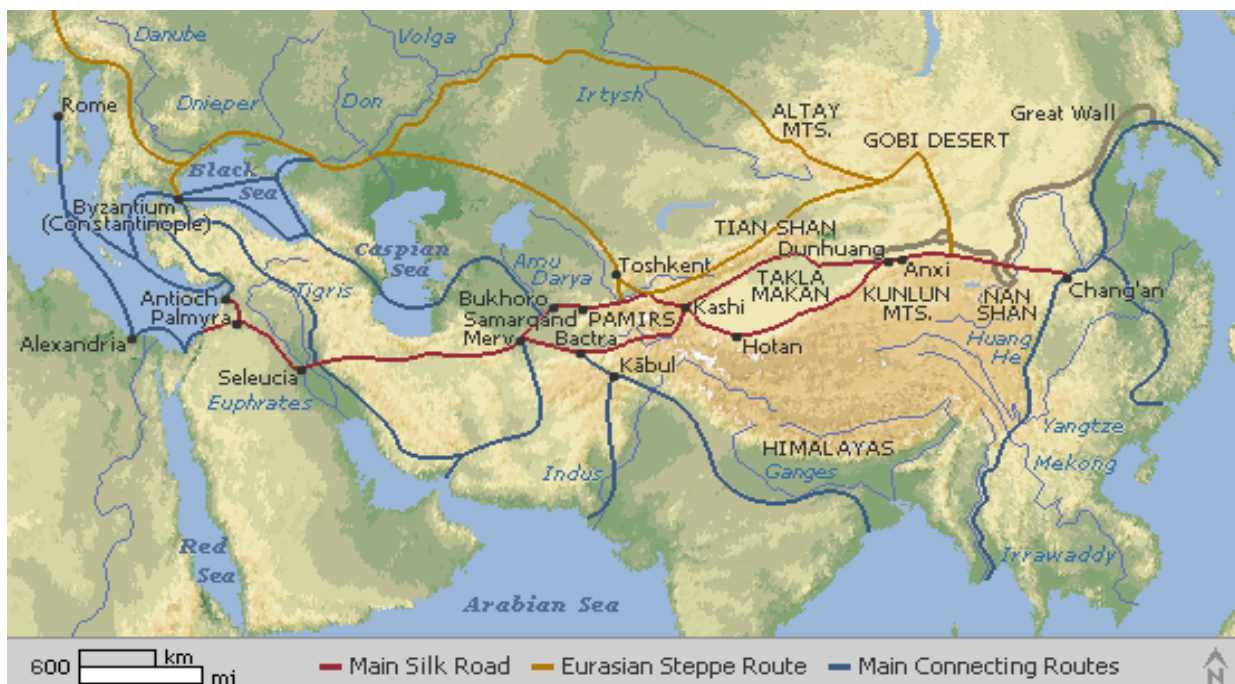 Danube
Volga
Rome
Dnieper
Don
Irtysh
ALTAY
MTS.
Great Wall
GOBI DESERT
Black
Sea
Byzantium
(Constantinople)
TIAN SHAN
Dunhuang
Caspian
Sea
Amu
Darya
Toshkent
TAKLA
MAKAN
Anxi
Tigris
KUNLUN
MTS.
NAN
SHAN
Chang'an
Antioch
Palmyra
Bukhoro
Samarqand
PAMIRS
Kashi
Alexandria
Merv
Bactra
Hotan
Huang
He
Seleucia
Kābul
Euphrates
Yangtze
HIMALAYAS
Indus
Ganges
Mekong
Red
Sea
Irrawaddy
Arabian Sea
600 km
mi
Main Silk Road
Eurasian Steppe Route
Main Connecting Routes
N